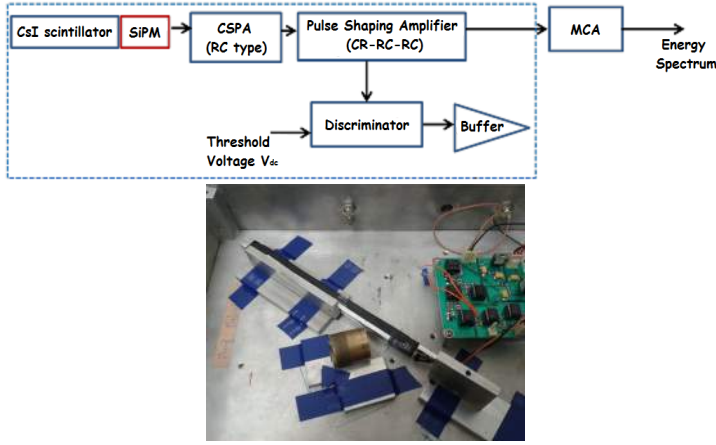 CsI scintillator
SiPM
CSPA
(RC type)
Pulse Shaping Amplifier
(CR-RC-RC)
MCA
Energy
Spectrum
Discriminator
Buffer
Threshold
Voltage Vdc